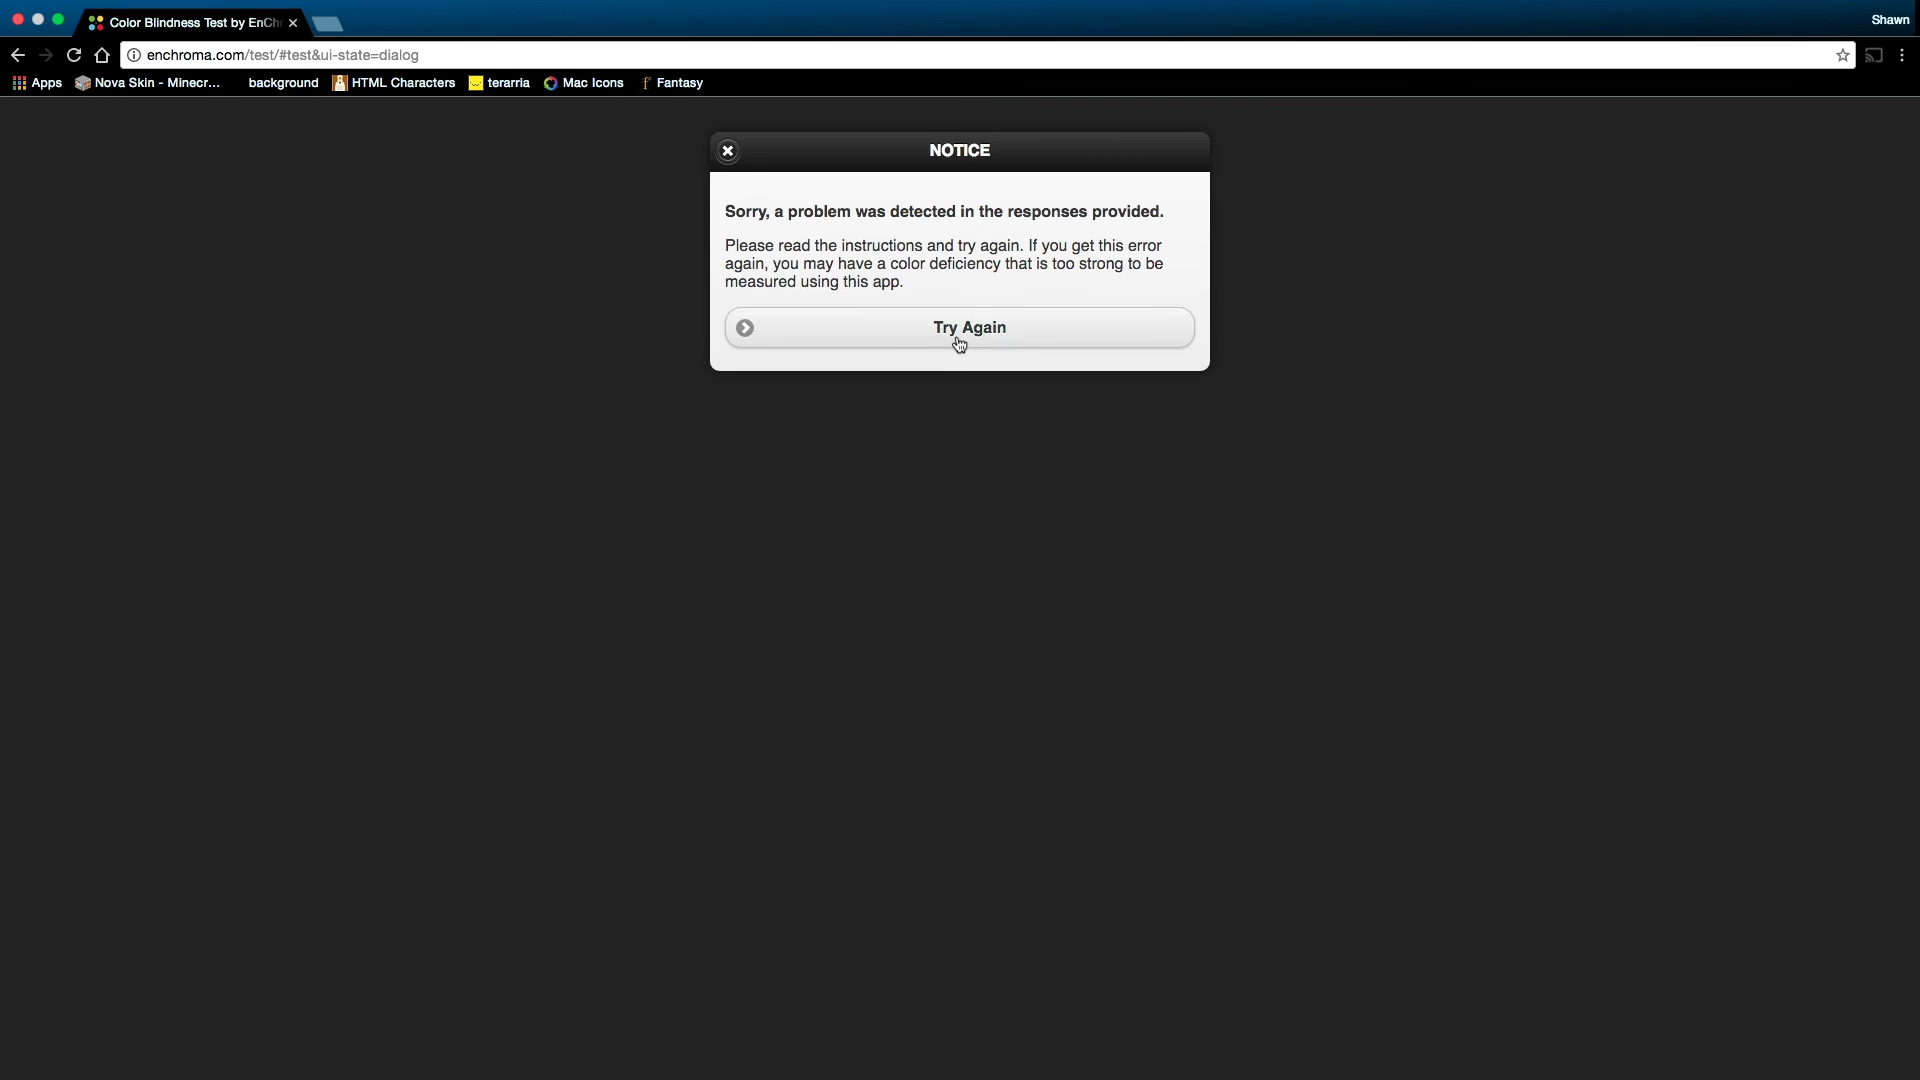 Color Blindness Test by EnChr
Shawn
enchroma.com/test/#test&ui-state=dialog
Apps Nova Skin - Minecr... background HTML Characters terarria Mac Icons f Fantasy
NOTICE
Sorry, a problem was detected in the responses provided.
Please read the instructions and try again. If you get this error
again, you may have a color deficiency that is too strong to be
measured using this app.
Try Again